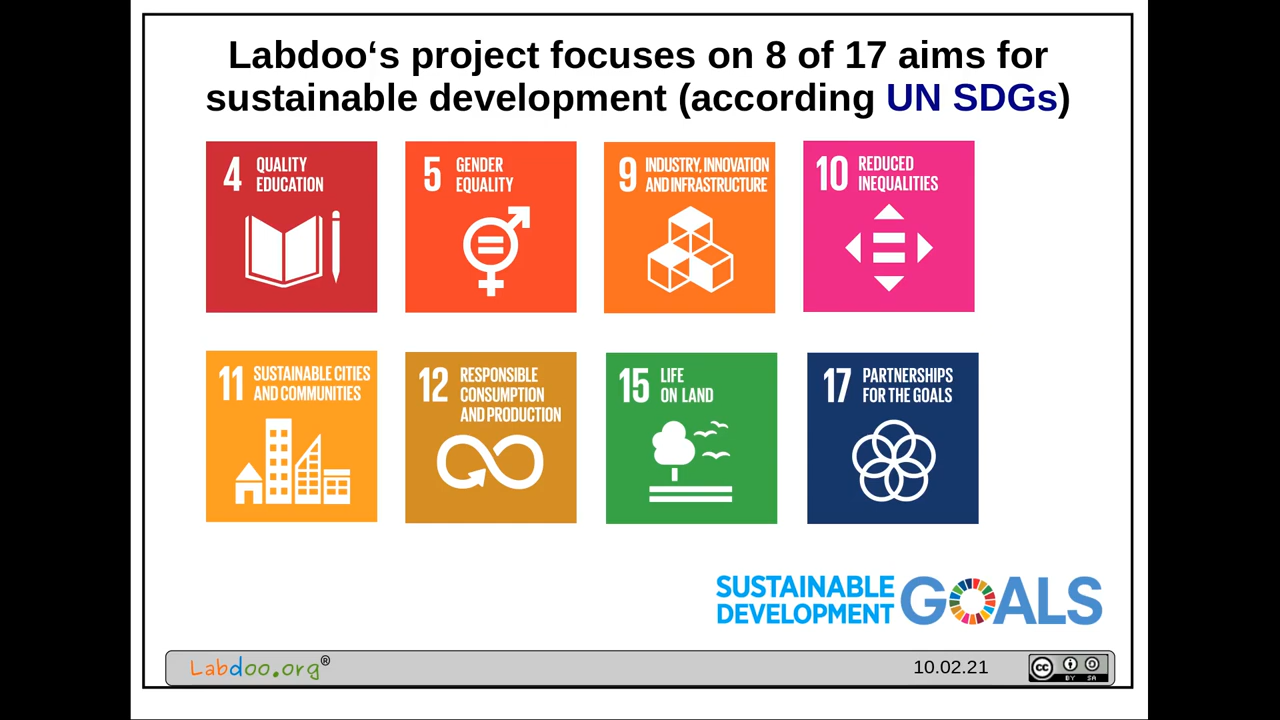 Labdoo‘s project focuses on 8 of 17 aims for
sustainable development (according UN SDGs)
4 QUALITY
EDUCATION
5 GENDER
EQUALITY
9 INDUSTRY, INNOVATION
AND INFRASTRUCTURE
10 REDUCED
INEQUALITIES
11 SUSTAINABLE CITIES
AND COMMUNITIES
12 RESPONSIBLE
CONSUMPTION
AND PRODUCTION
15 LIFE
ON LAND
17 PARTNERSHIPS
FOR THE GOALS
SUSTAINABLE
DEVELOPMENT
GOALS
Labdoo.org®
10.02.21
cc
BY SA